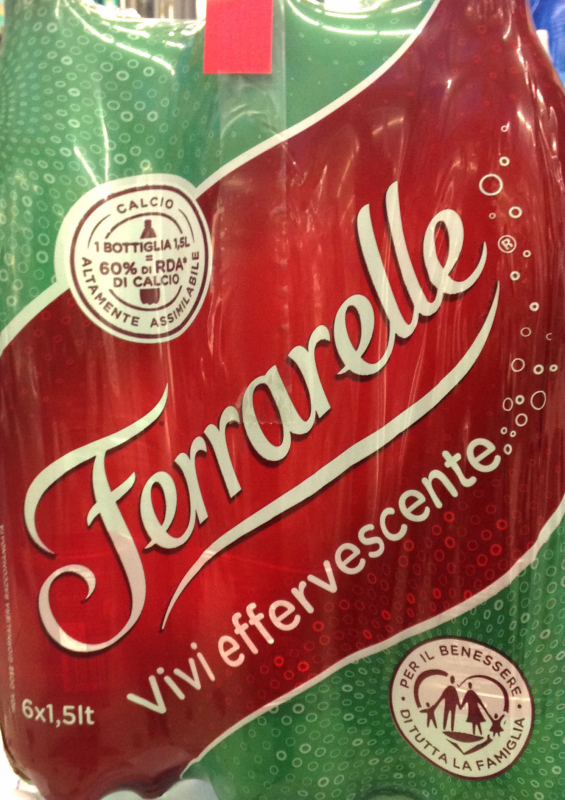 CALCIO
1 BOTTIGLIA 1,5L
=
60% DI RDA*
DI CALCIO
ALTAMENTE ASSIMILABILE
Ferrarelle®
Vivi effervescente
6x1,5lt
PER IL BENESSERE
DI TUTTA LA FAMIGLIA